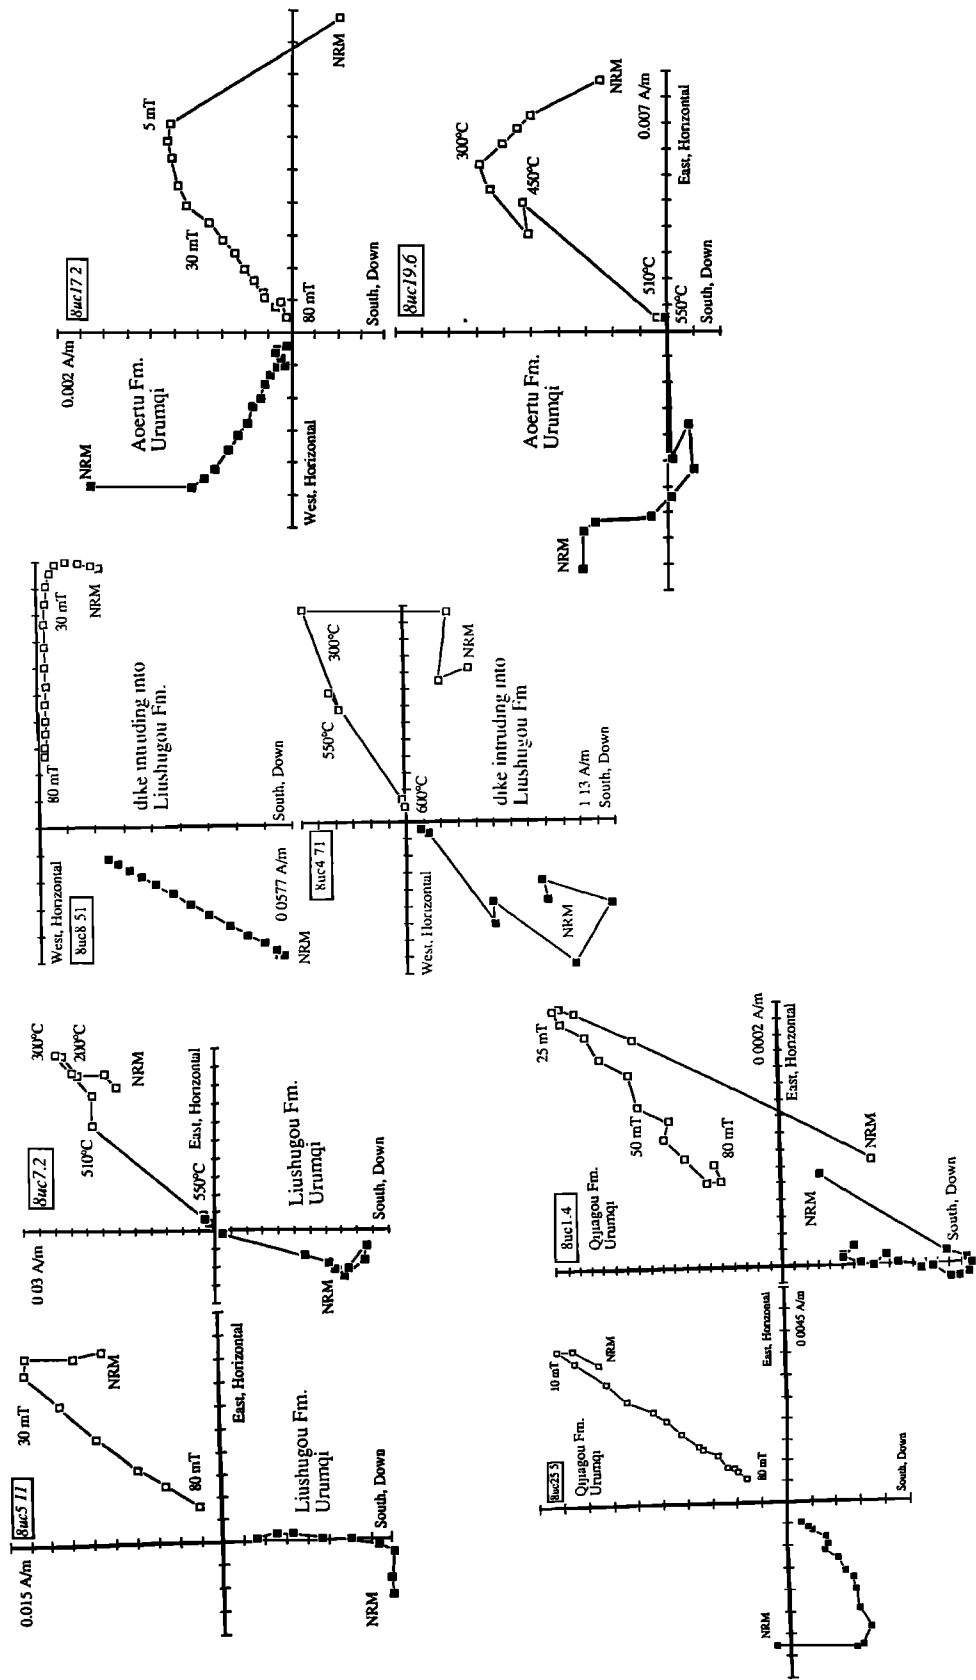 8uc17.2
0.002 A/m
NRM
Aoertu Fm.
Urumqi
West, Horizontal
5 mT
30 mT
80 mT
NRM
South, Down
8uc19.6
0.007 A/m
East, Horizontal
300°C
450°C
510°C
550°C
NRM
NRM
South, Down
Aoertu Fm.
Urumqi
West, Horizontal
8uc8 51
80 mT
30 mT
NRM
dike intruding into
Liushugou Fm.
South, Down
0 0577 A/m
NRM
8uc4 71
West, Horizontal
300°C
550°C
600°C
NRM
NRM
dike intruding into
Liushugou Fm
1 13 A/m
South, Down
8uc7.2
0 03 A/m
300°C
200°C
NRM
510°C
550°C
East, Horizontal
Liushugou Fm.
Urumqi
NRM
South, Down
8uc1.4
Qijiagou Fm.
Urumqi
25 mT
50 mT
80 mT
0 0002 A/m
East, Horizontal
NRM
NRM
South, Down
8uc5 11
0.015 A/m
30 mT
80 mT
NRM
East, Horizontal
Liushugou Fm.
Urumqi
South, Down
NRM
8uc25 5
Qijiagou Fm.
Urumqi
10 mT
NRM
80 mT
East, Horizontal
0 0045 A/m
South, Down
NRM